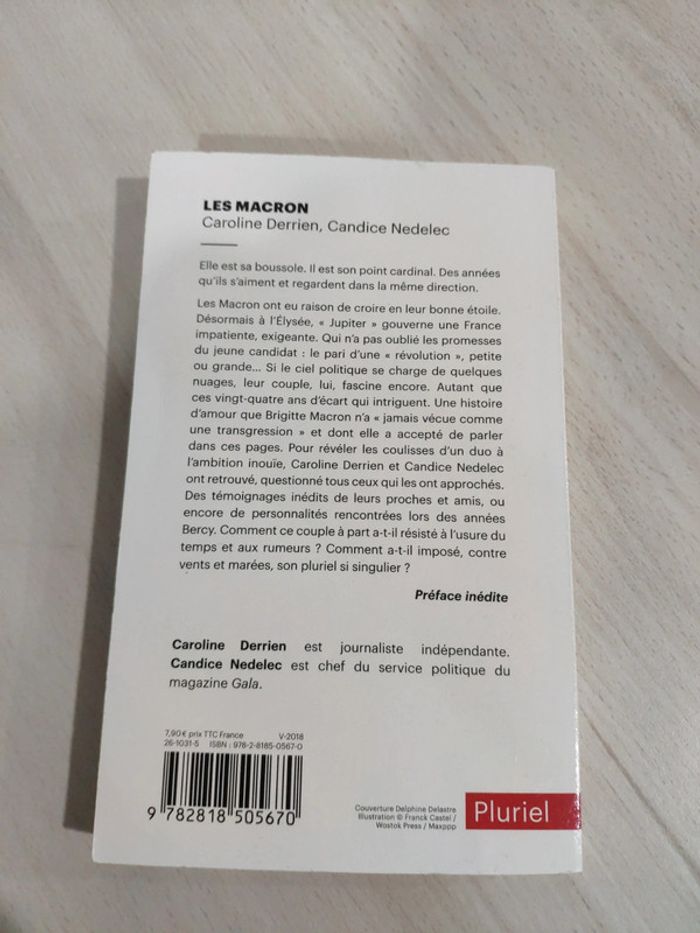 LES MACRON
Caroline Derrien, Candice Nedelec
Elle est sa boussole. Il est son point cardinal. Des années
qu'ils s'aiment et regardent dans la même direction.
Les Macron ont eu raison de croire en leur bonne étoile.
Désormais à l'Élysée, « Jupiter » gouverne une France
impatiente, exigeante. Qui n'a pas oublié les promesses
du jeune candidat : le pari d'une « révolution », petite
ou grande... Si le ciel politique se charge de quelques
nuages, leur couple, lui, fascine encore. Autant que
ces vingt-quatre ans d'écart qui intriguent. Une histoire
d'amour que Brigitte Macron n'a « jamais vécue comme
une transgression » et dont elle a accepté de parler
dans ces pages. Pour révéler les coulisses d'un duo à
l'ambition inouïe, Caroline Derrien et Candice Nedelec
ont retrouvé, questionné tous ceux qui les ont approchés.
Des témoignages inédits de leurs proches et amis, ou
encore de personnalités rencontrées lors des années
Bercy. Comment ce couple à part a-t-il résisté à l'usure du
temps et aux rumeurs ? Comment a-t-il imposé, contre
vents et marées, son pluriel si singulier ?
Préface inédite
Caroline Derrien est journaliste indépendante.
Candice Nedelec est chef du service politique du
magazine Gala.
7,90 € prix TTC France V-2018
26-1031-5 ISBN : 978-2-8185-0567-0
9 782818 505670
Couverture Delphine Delastre
Illustration © Franck Castel /
Wostok Press / Maxppp
Pluriel